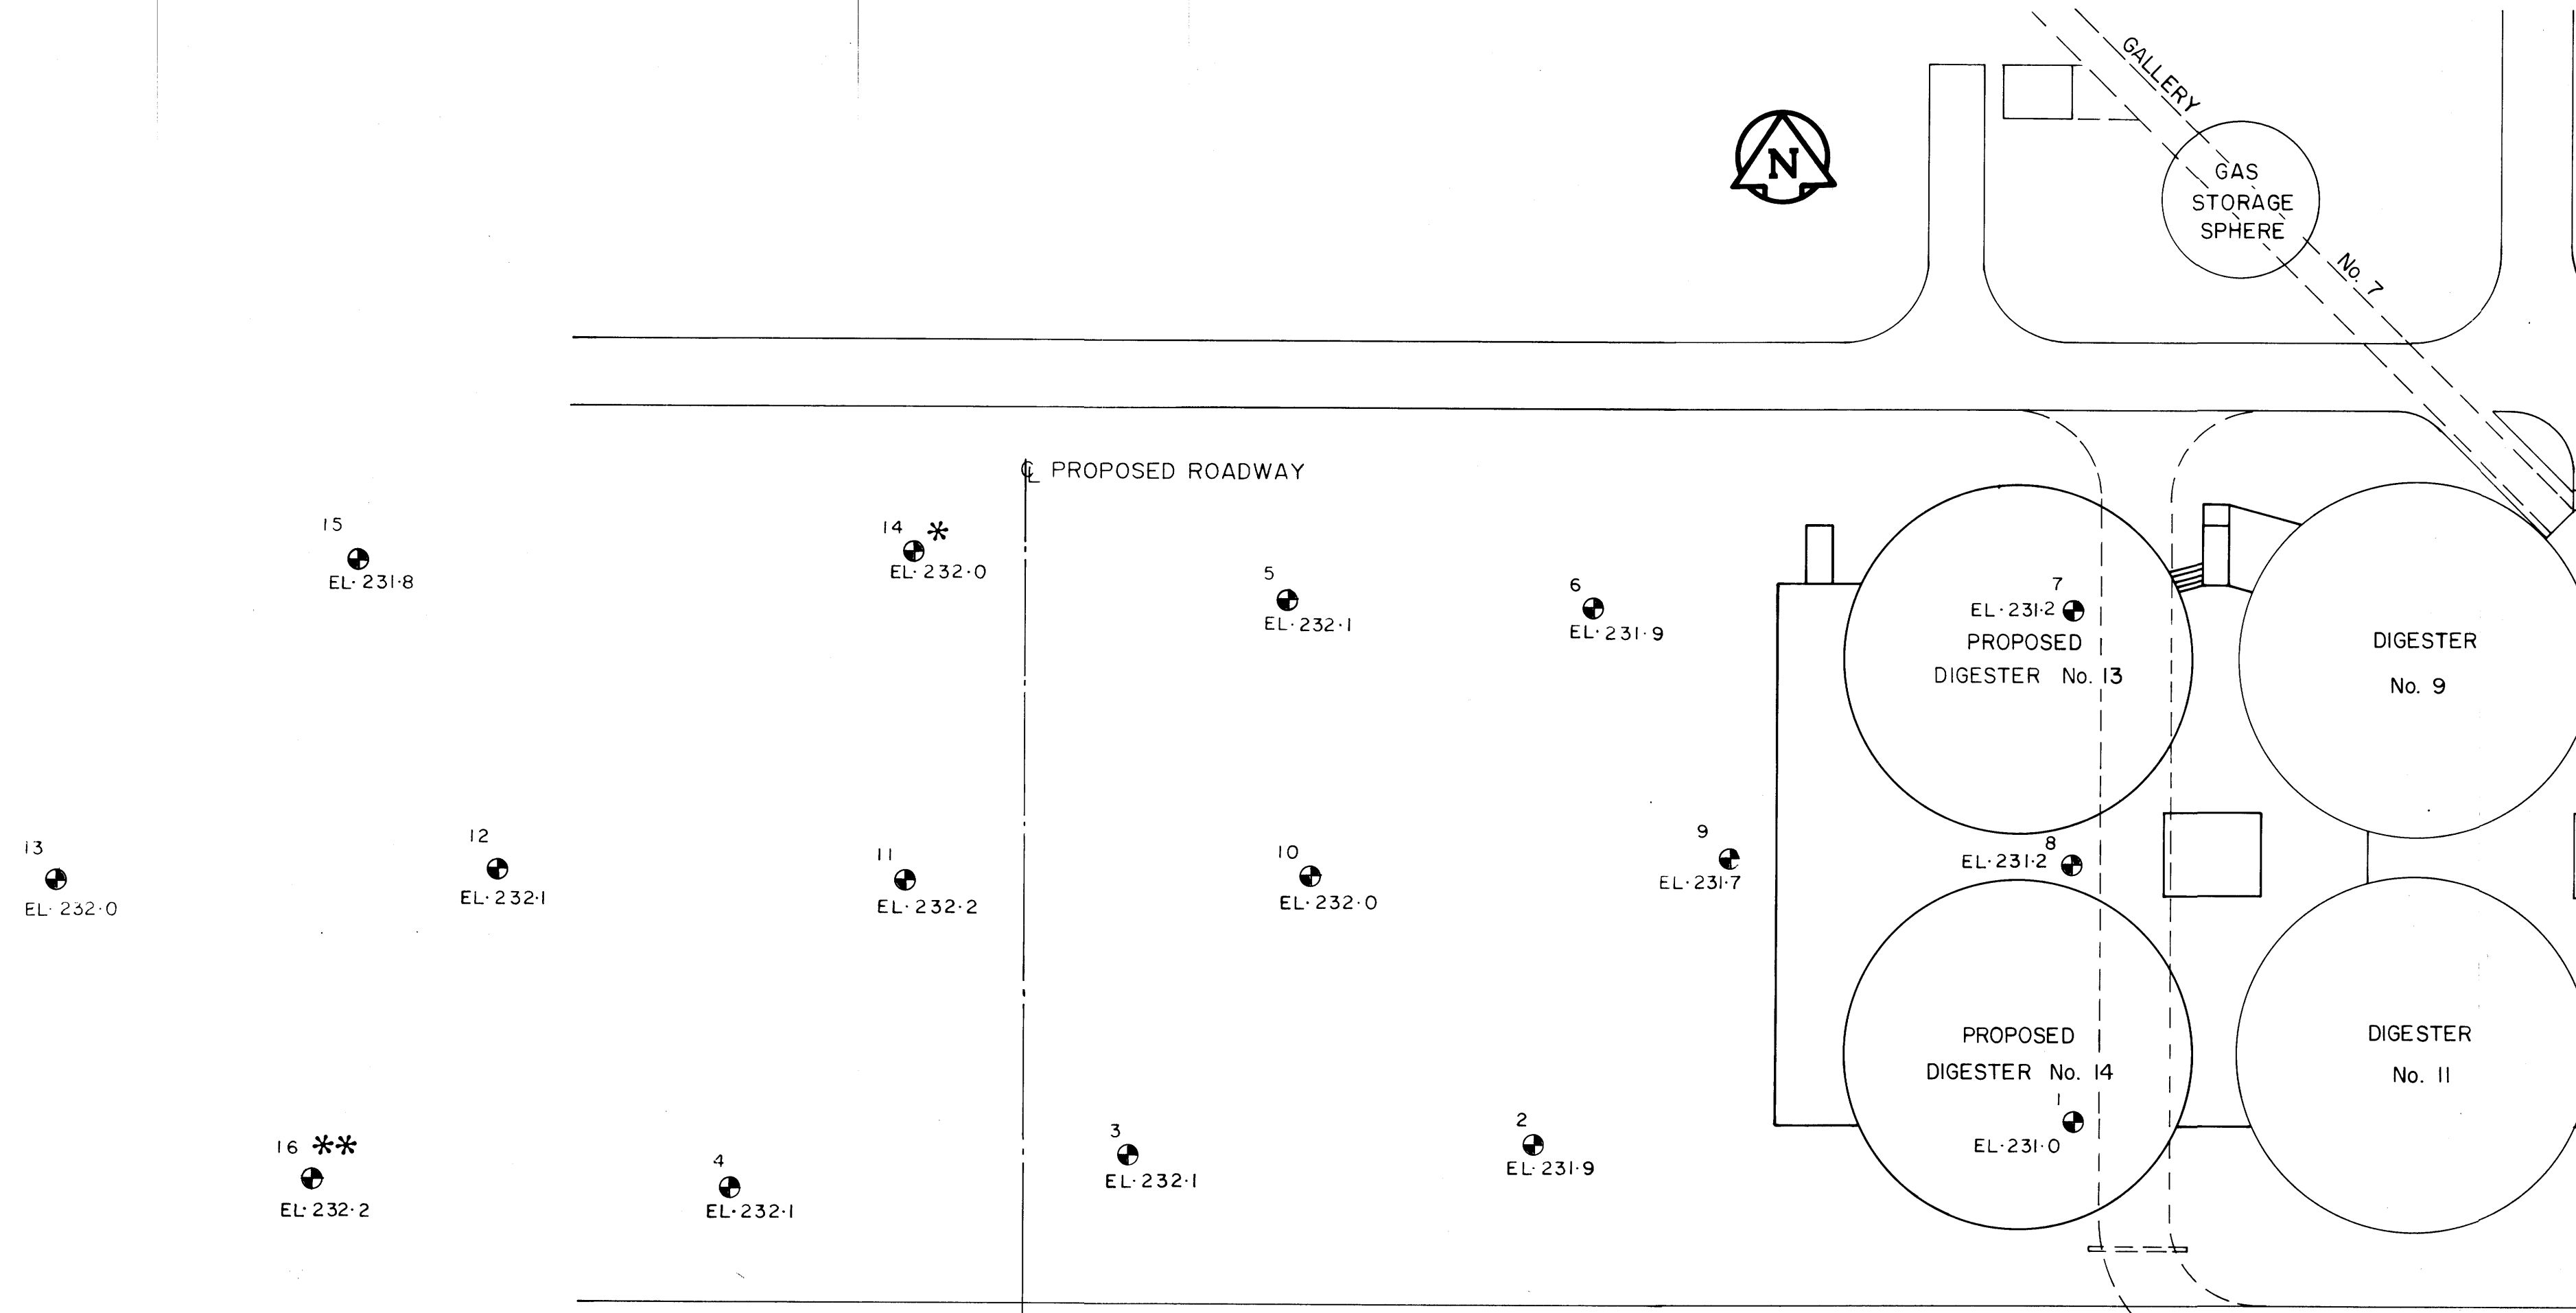 GALLERY
N
GAS
STORAGE
SPHERE
No. 7
℄ PROPOSED ROADWAY
15
EL· 231·8
14 *
EL· 232·0
5
EL· 232·1
6
EL· 231·9
7
EL· 231·2
PROPOSED
DIGESTER No. 13
DIGESTER
No. 9
13
EL· 232·0
12
EL· 232·1
11
EL· 232·2
10
EL· 232·0
9
EL· 231·7
8
EL· 231·2
PROPOSED
DIGESTER No. 14
1
EL· 231·0
DIGESTER
No. 11
16 **
EL· 232·2
4
EL· 232·1
3
EL· 232·1
2
EL· 231·9